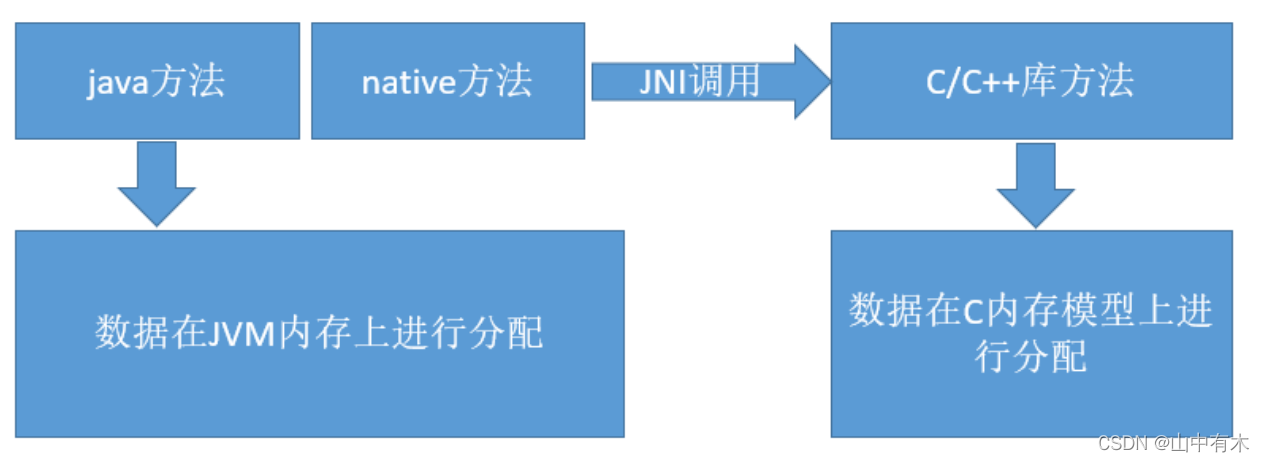 java方法
native方法
JNI调用
C/C++库方法
数据在JVM内存上进行分配
数据在C内存模型上进
行分配
CSDN @山中有木